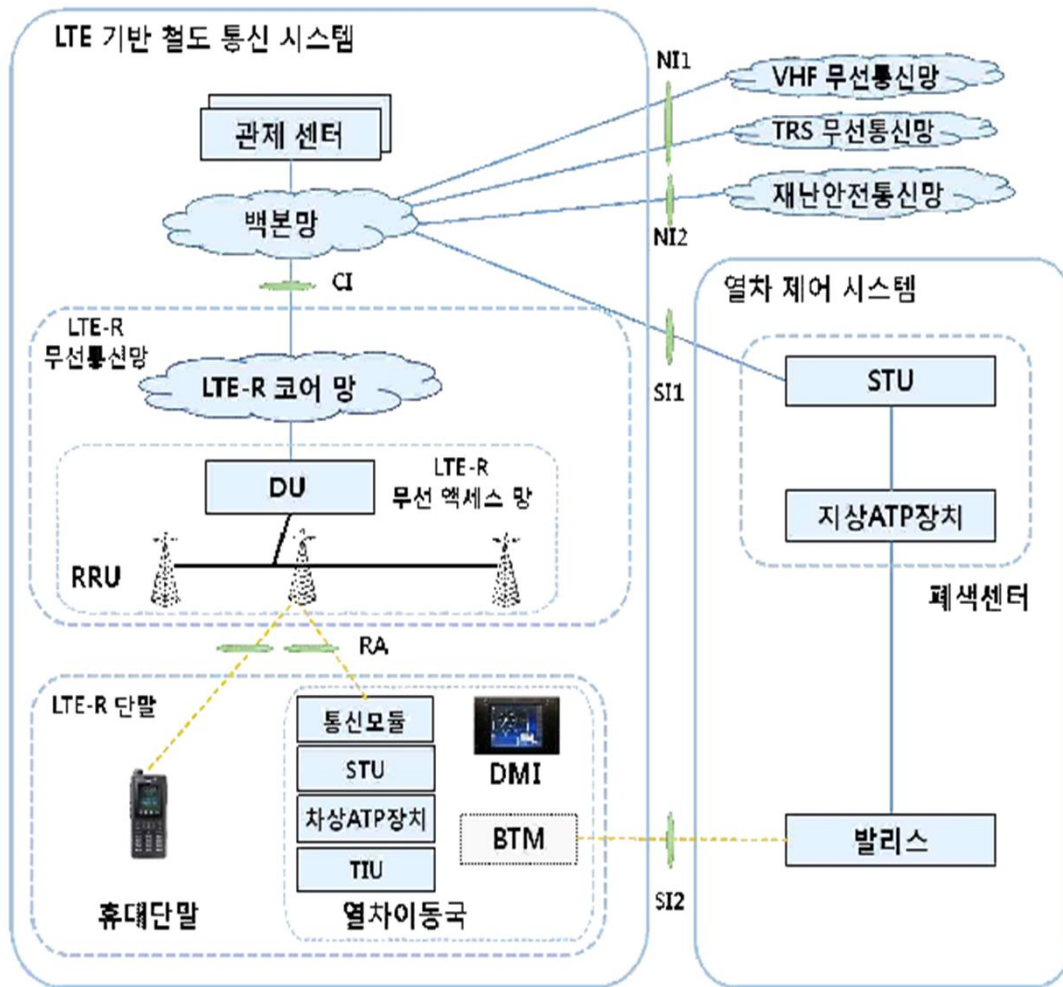 LTE 기반 철도 통신 시스템
관제 센터
백본망
CI
NI1
VHF 무선통신망
TRS 무선통신망
재난안전통신망
NI2
SI1
LTE-R
무선통신망
LTE-R 코어 망
DU
LTE-R
무선 액세스 망
RRU
RA
LTE-R 단말
휴대단말
통신모듈
STU
차상ATP장치
TIU
열차이동국
DMI
BTM
SI2
열차 제어 시스템
STU
지상ATP장치
폐색센터
발리스